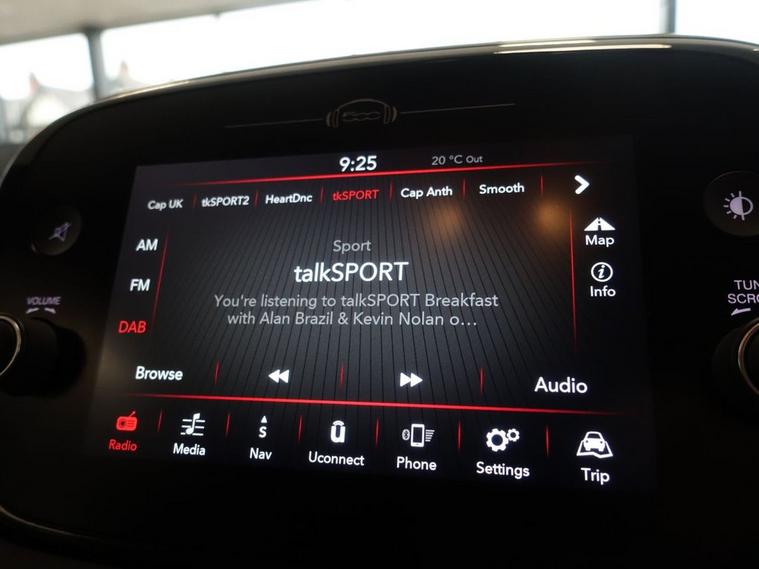 500
9:25 20 °C Out
Cap UK tkSPORT2 HeartDnc tkSPORT Cap Anth Smooth
AM
FM
DAB
Sport
talkSPORT
You're listening to talkSPORT Breakfast
with Alan Brazil & Kevin Nolan o…
Map
Info
Browse Audio
Radio Media S Nav Uconnect Phone Settings Trip
VOLUME